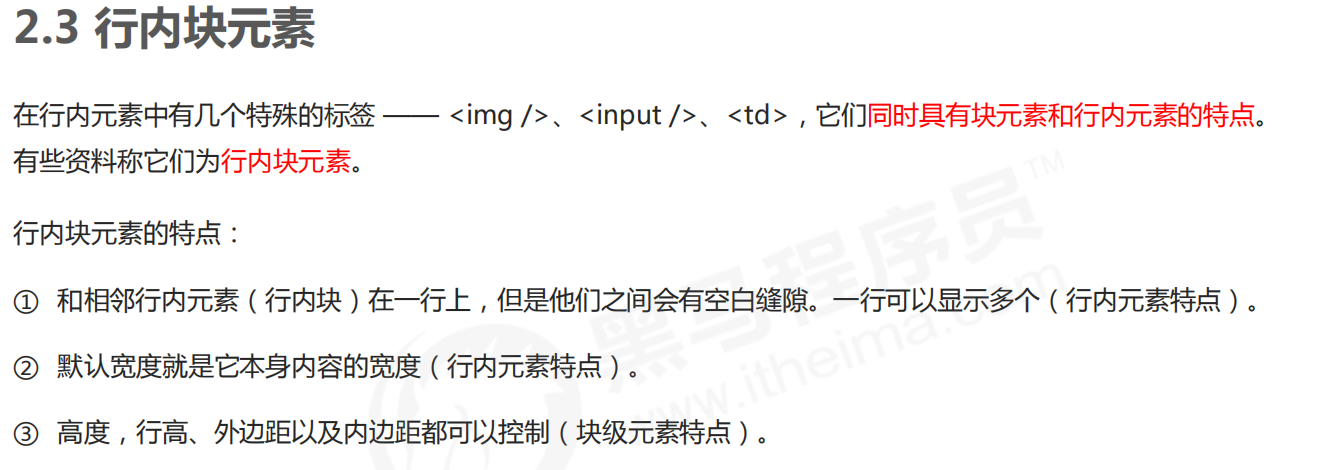 2.3 行内块元素
在行内元素中有几个特殊的标签 —— <img />、<input />、<td>，它们同时具有块元素和行内元素的特点。
有些资料称它们为行内块元素。
行内块元素的特点：
① 和相邻行内元素（行内块）在一行上，但是他们之间会有空白缝隙。一行可以显示多个（行内元素特点）。
② 默认宽度就是它本身内容的宽度（行内元素特点）。
③ 高度，行高、外边距以及内边距都可以控制（块级元素特点）。
黑马程序员™
www.itheima.com